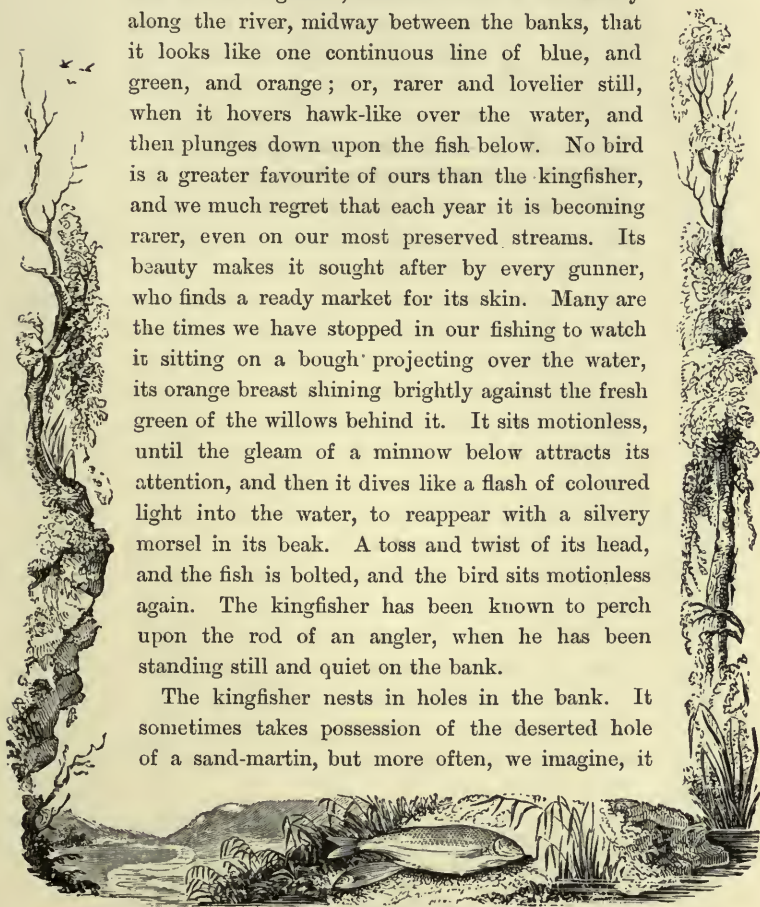 along the river, midway between the banks, that
it looks like one continuous line of blue, and
green, and orange; or, rarer and lovelier still,
when it hovers hawk-like over the water, and
then plunges down upon the fish below. No bird
is a greater favourite of ours than the kingfisher,
and we much regret that each year it is becoming
rarer, even on our most preserved streams. Its
beauty makes it sought after by every gunner,
who finds a ready market for its skin. Many are
the times we have stopped in our fishing to watch
it sitting on a bough projecting over the water,
its orange breast shining brightly against the fresh
green of the willows behind it. It sits motionless,
until the gleam of a minnow below attracts its
attention, and then it dives like a flash of coloured
light into the water, to reappear with a silvery
morsel in its beak. A toss and twist of its head,
and the fish is bolted, and the bird sits motionless
again. The kingfisher has been known to perch
upon the rod of an angler, when he has been
standing still and quiet on the bank.
The kingfisher nests in holes in the bank. It
sometimes takes possession of the deserted hole
of a sand-martin, but more often, we imagine, it